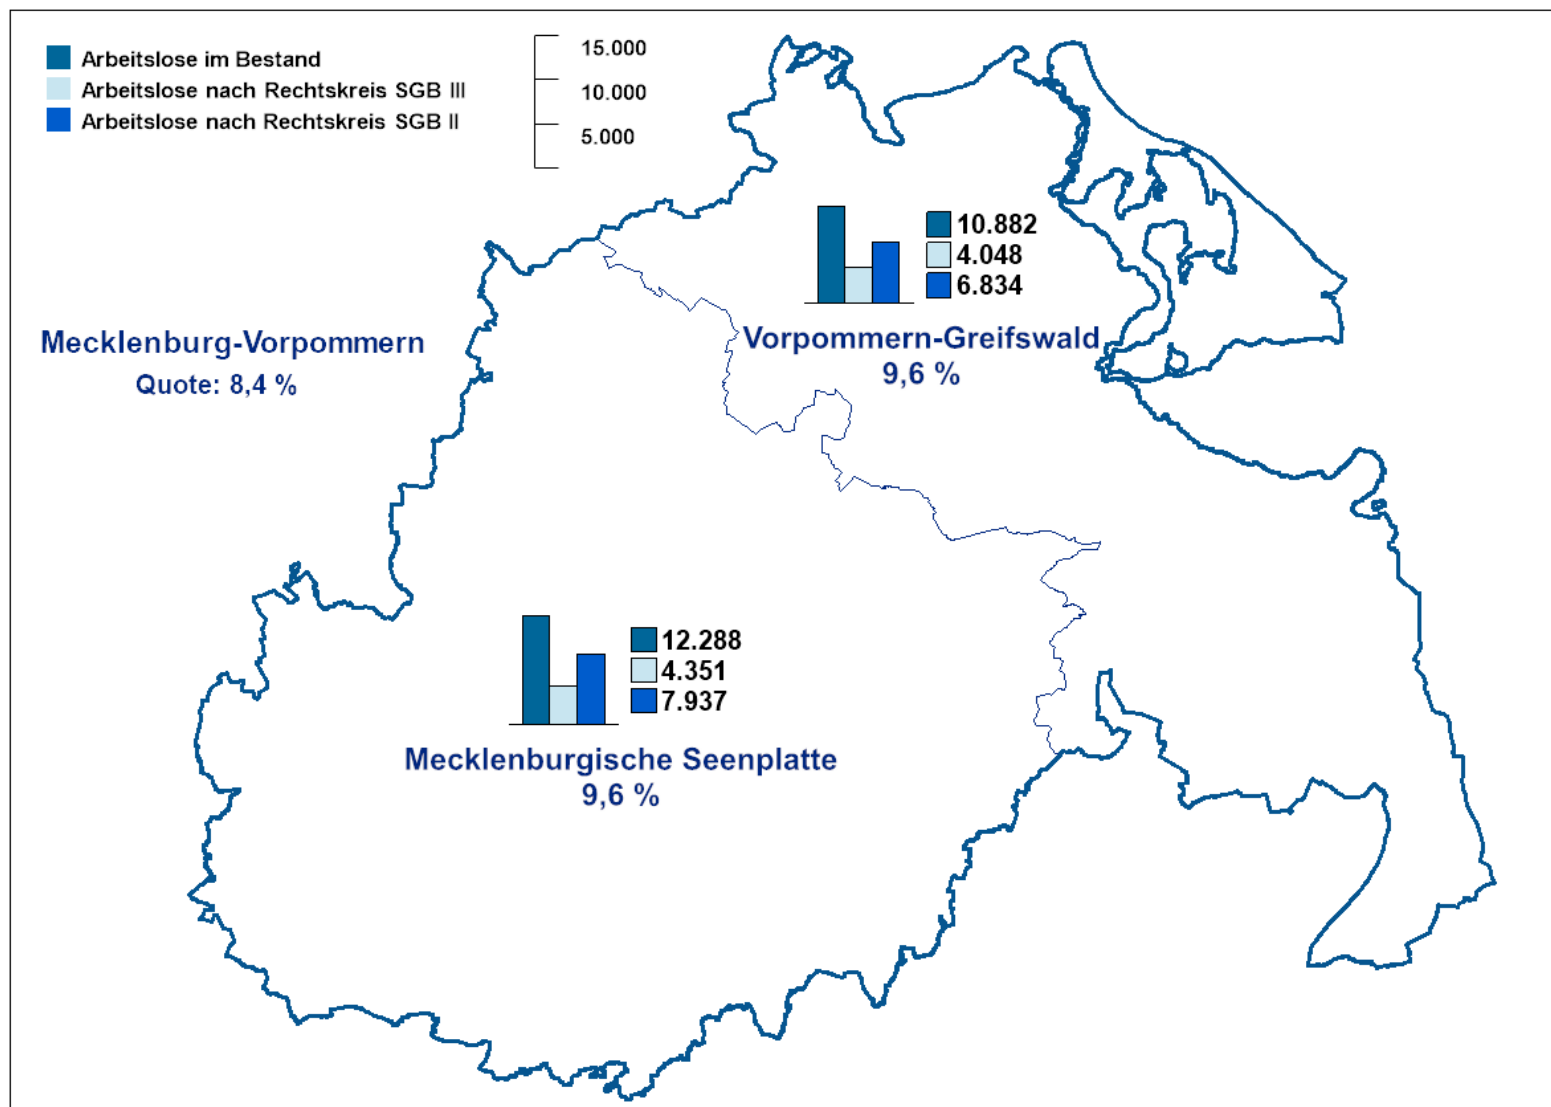 Arbeitslose im Bestand
Arbeitslose nach Rechtskreis SGB III
Arbeitslose nach Rechtskreis SGB II
15.000
10.000
5.000
10.882
4.048
6.834
Vorpommern-Greifswald
9,6 %
Mecklenburg-Vorpommern
Quote: 8,4 %
12.288
4.351
7.937
Mecklenburgische Seenplatte
9,6 %